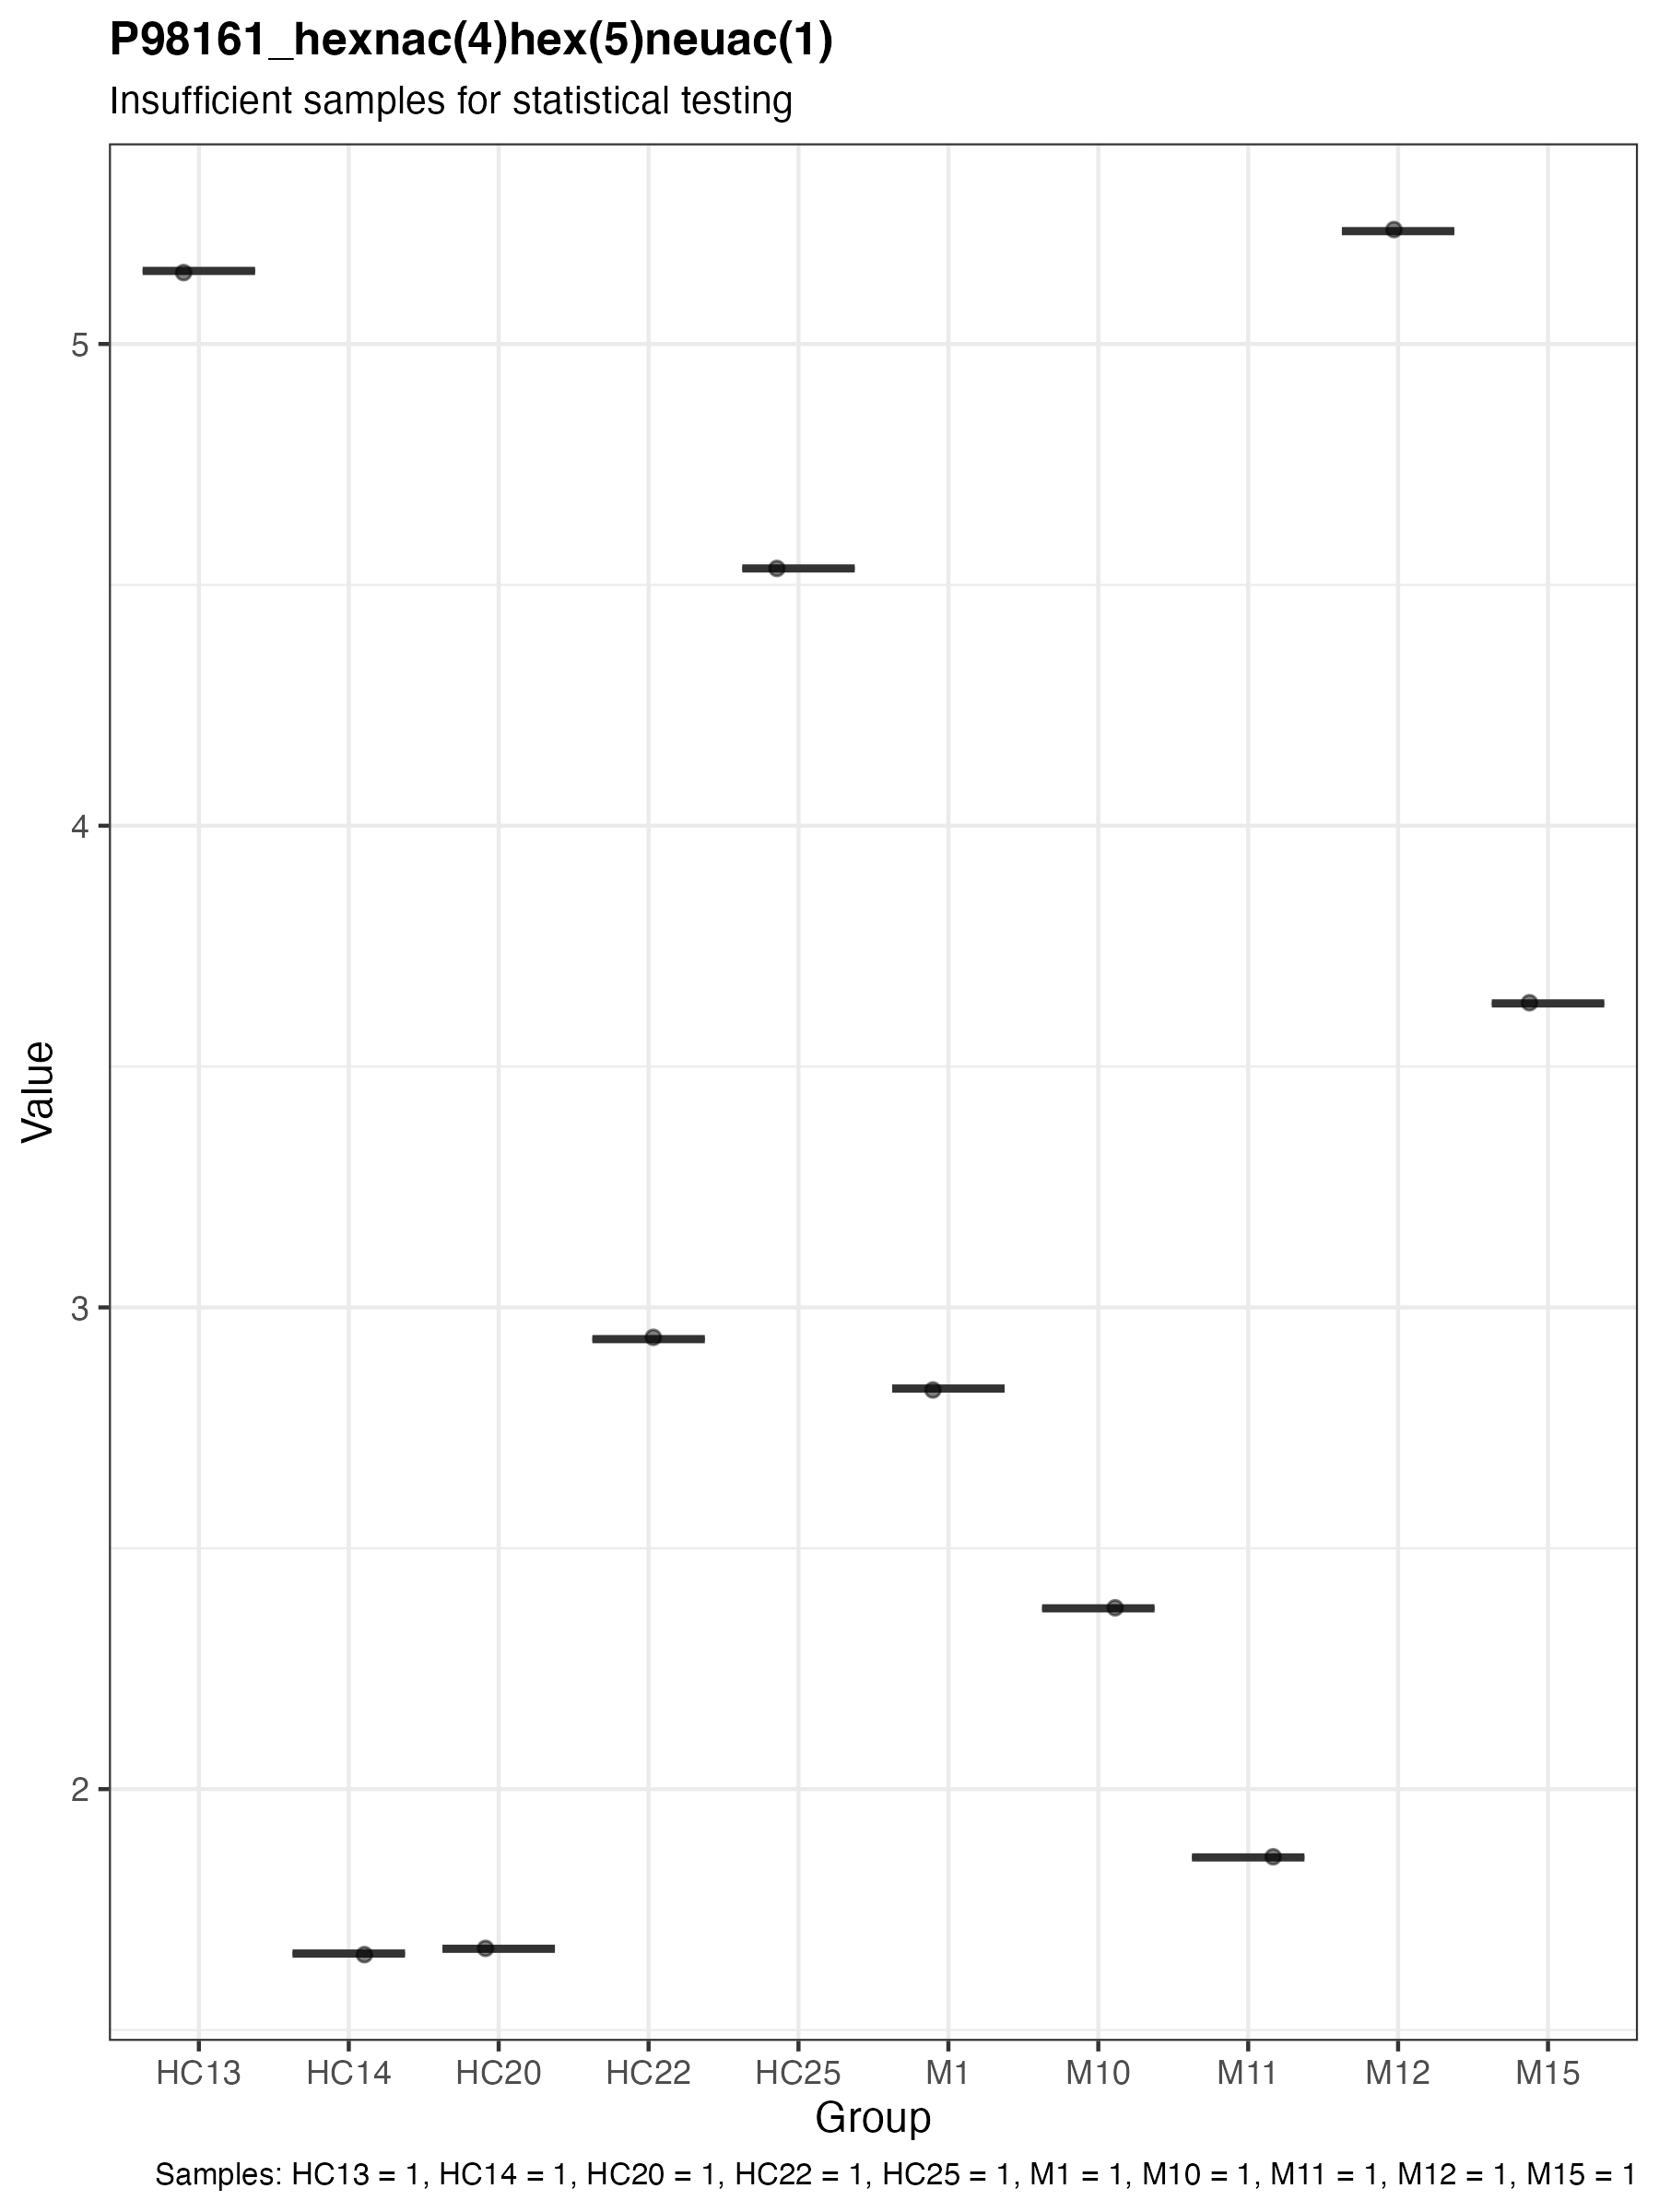 P98161_hexnac(4)hex(5)neuac(1)
Insufficient samples for statistical testing
Value
5
4
3
2
HC13 HC14 HC20 HC22 HC25 M1 M10 M11 M12 M15
Group
Samples: HC13 = 1, HC14 = 1, HC20 = 1, HC22 = 1, HC25 = 1, M1 = 1, M10 = 1, M11 = 1, M12 = 1, M15 = 1